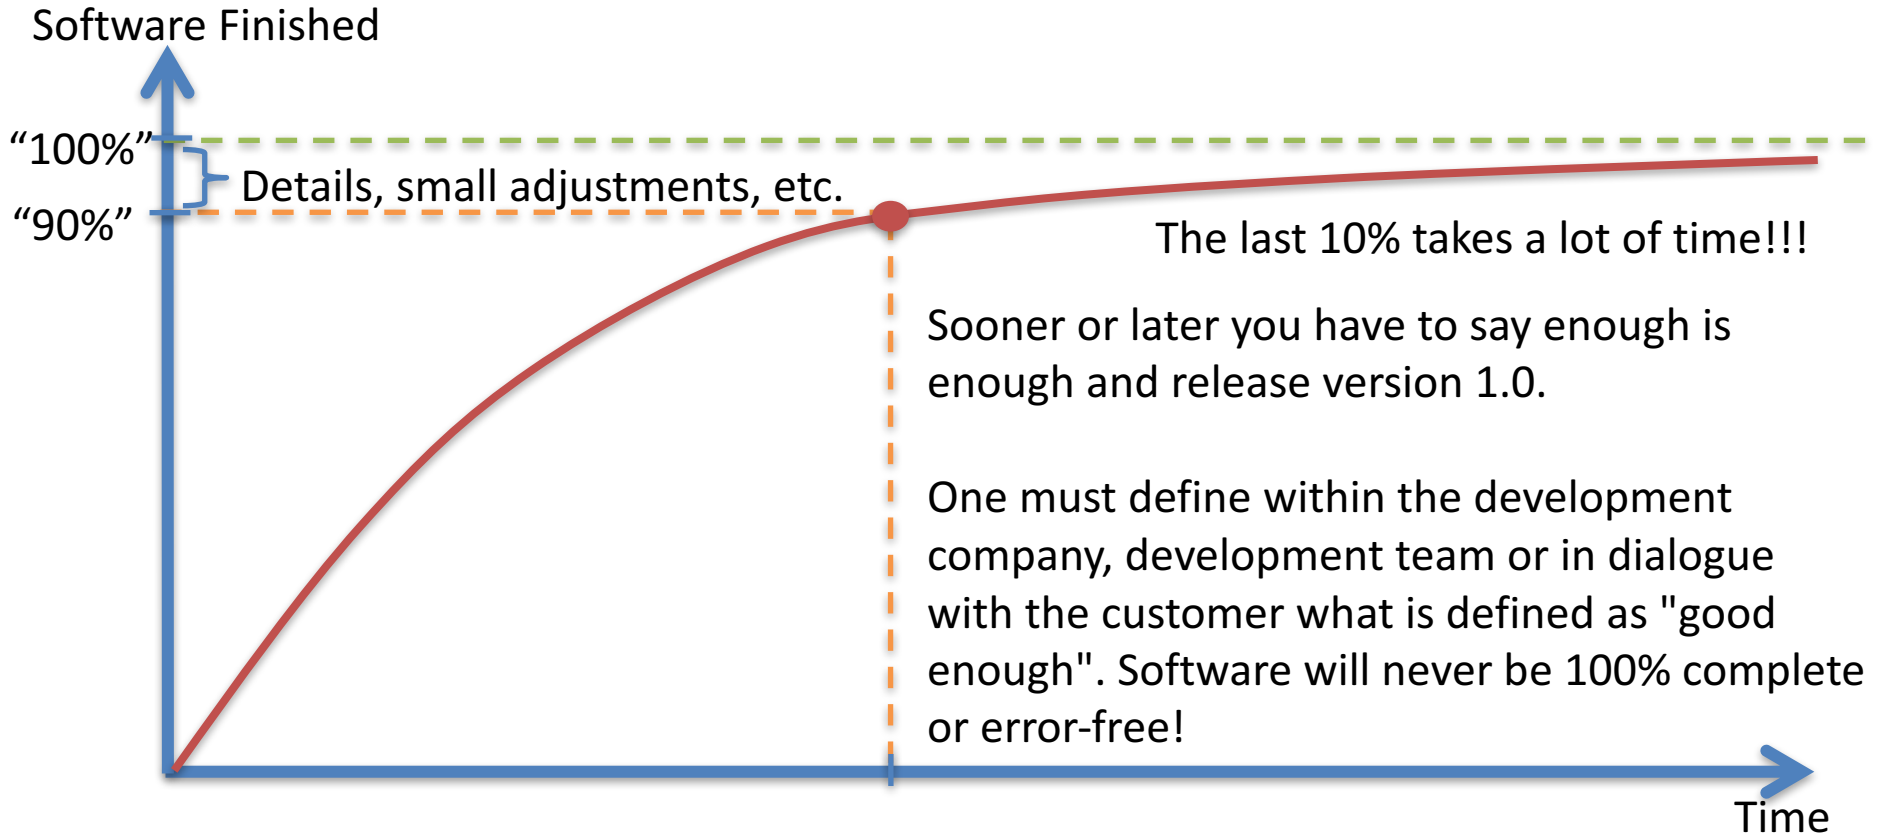 Software Finished
“100%”
Details, small adjustments, etc.
“90%”
The last 10% takes a lot of time!!!
Sooner or later you have to say enough is
enough and release version 1.0.
One must define within the development
company, development team or in dialogue
with the customer what is defined as "good
enough". Software will never be 100% complete
or error-free!
Time